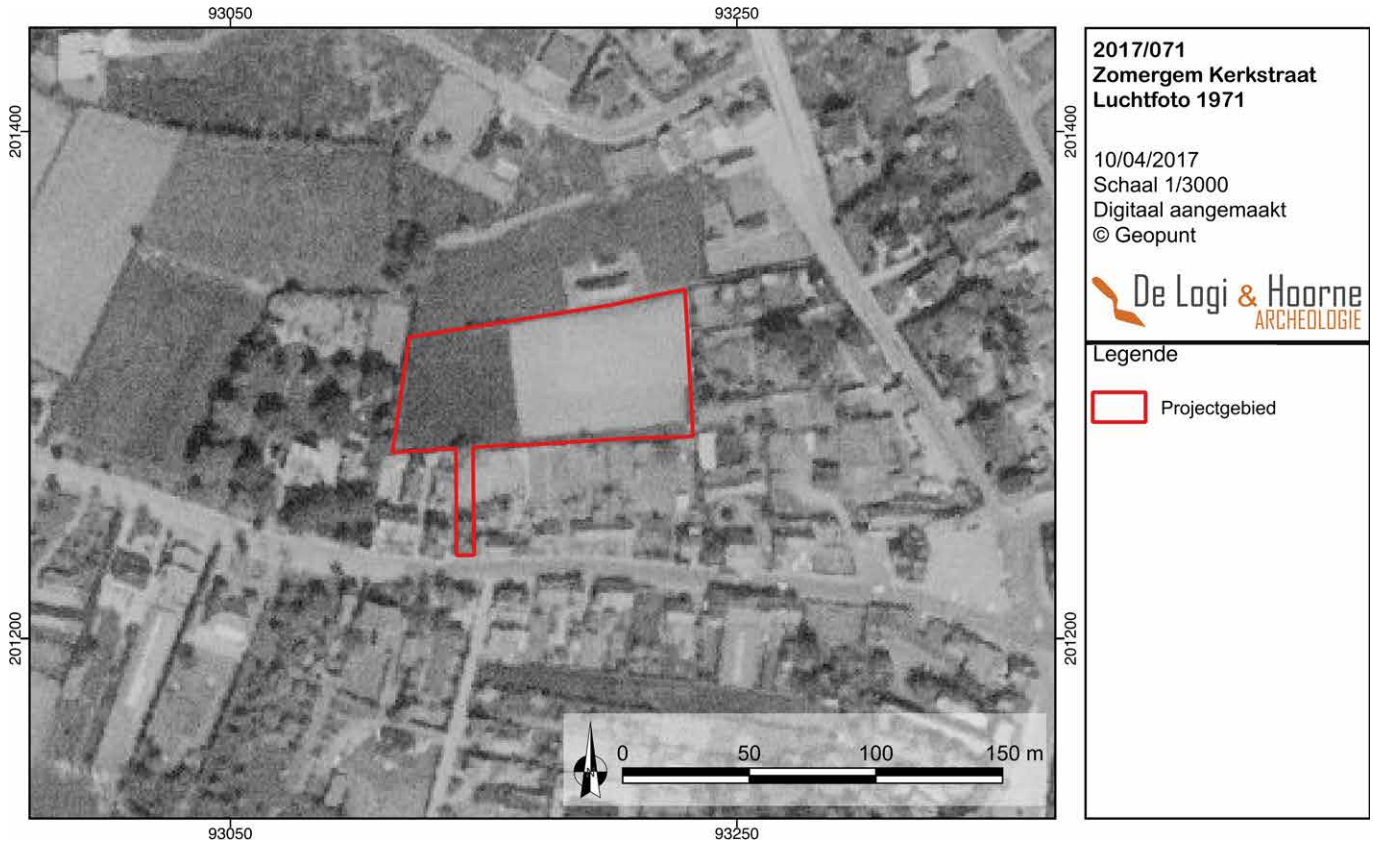 93050
93250
201400
201400
201200
201200
93050
93250
0
50
100
150 m
N
2017/071
Zomergem Kerkstraat
Luchtfoto 1971
10/04/2017
Schaal 1/3000
Digitaal aangemaakt
© Geopunt
De Logi & Hoorne
ARCHEOLOGIE
Legende
Projectgebied